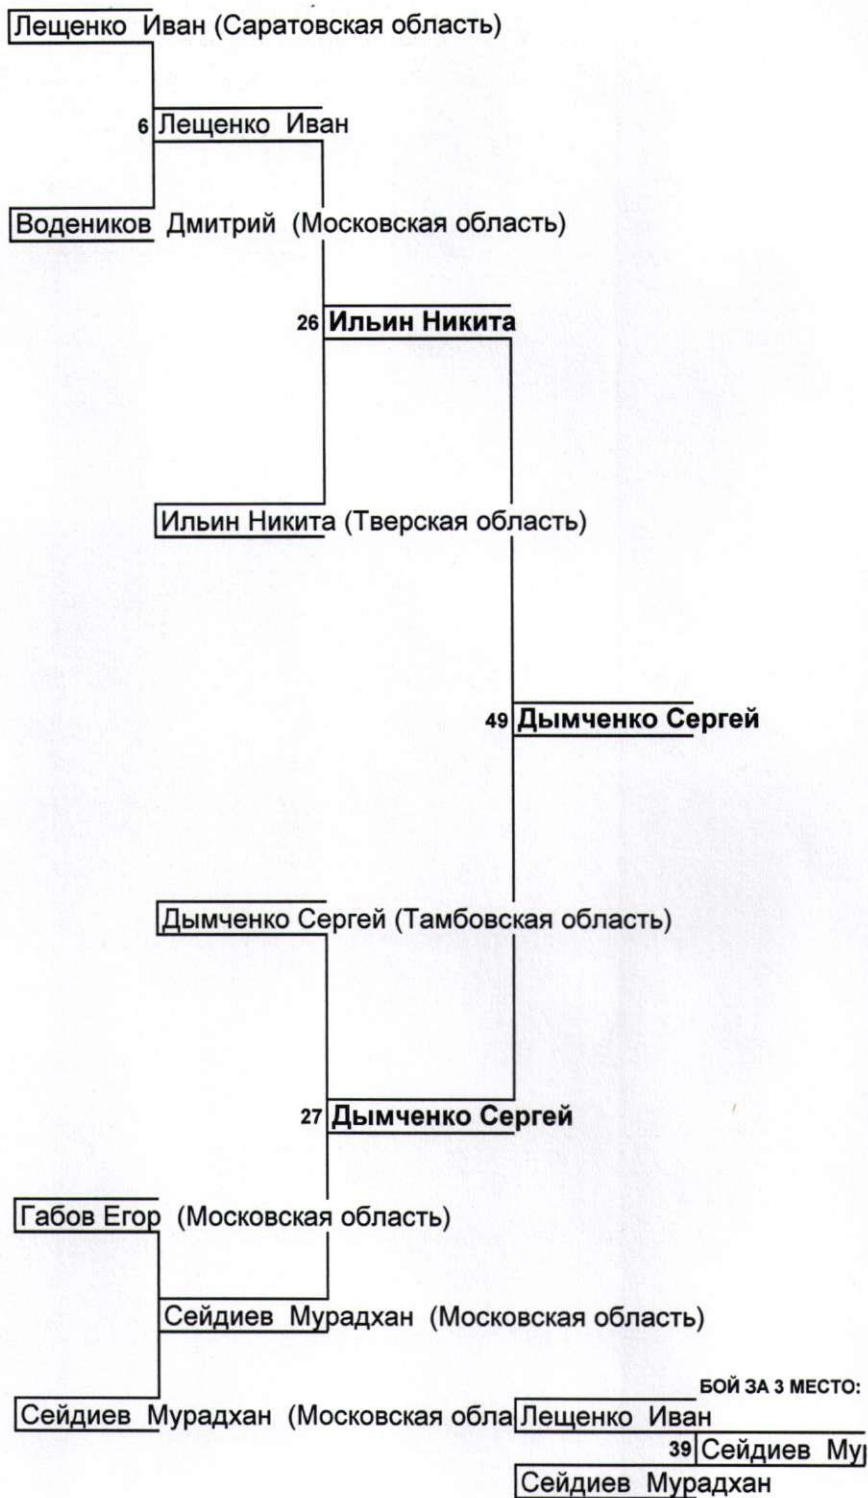 Лещенко Иван (Саратовская область)
6 Лещенко Иван
Водеников Дмитрий (Московская область)
26 Ильин Никита
Ильин Никита (Тверская область)
49 Дымченко Сергей
Дымченко Сергей (Тамбовская область)
27 Дымченко Сергей
Габов Егор (Московская область)
Сейдиев Мурадхан (Московская область)
БОЙ ЗА 3 МЕСТО:
Сейдиев Мурадхан (Московская обла
Лещенко Иван
39 Сейдиев Му
Сейдиев Мурадхан